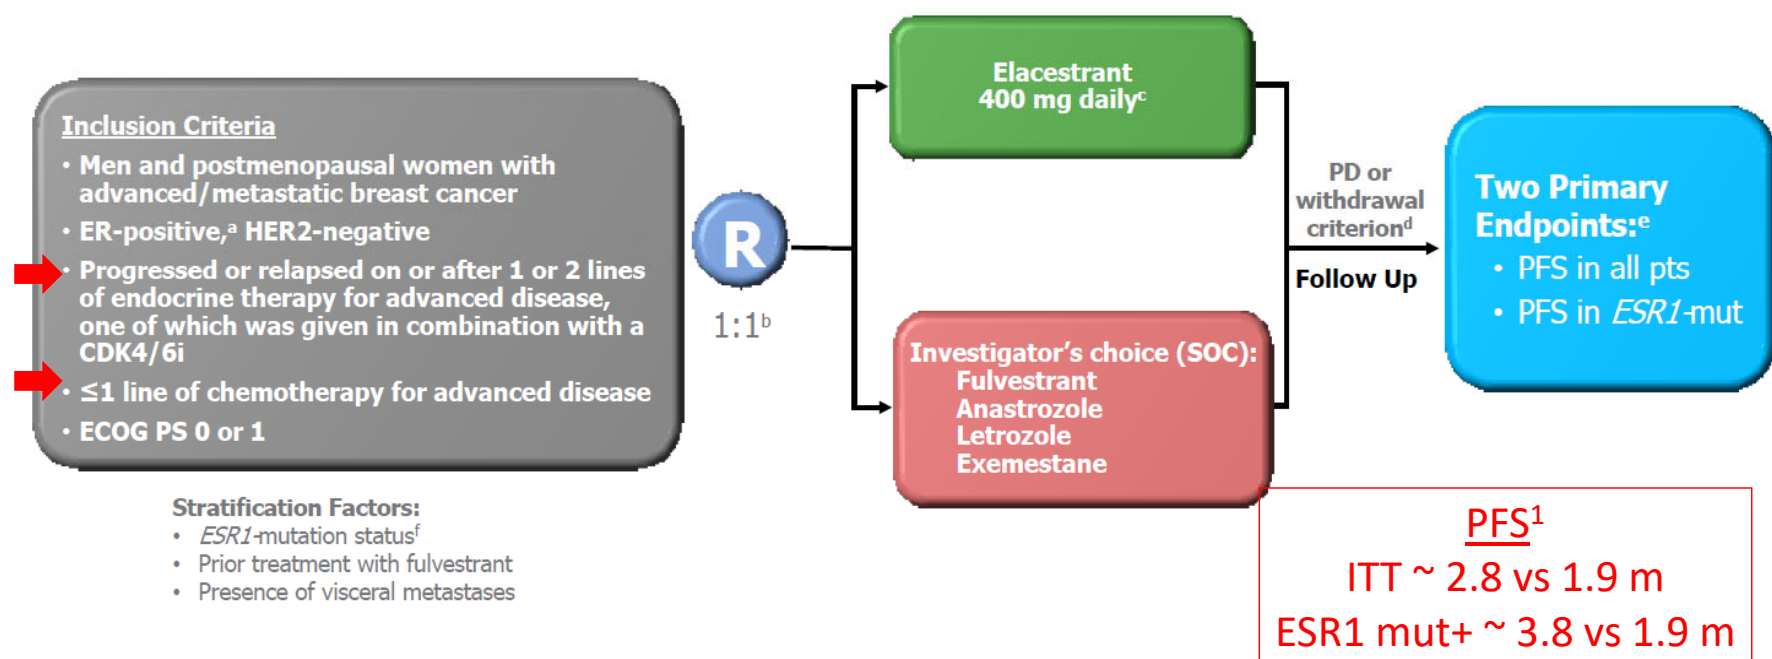 Inclusion Criteria
• Men and postmenopausal women with
advanced/metastatic breast cancer
• ER-positive,ᵃ HER2-negative
• Progressed or relapsed on or after 1 or 2 lines
of endocrine therapy for advanced disease,
one of which was given in combination with a
CDK4/6i
• ≤1 line of chemotherapy for advanced disease
• ECOG PS 0 or 1
Stratification Factors:
• ESR1-mutation statusᶠ
• Prior treatment with fulvestrant
• Presence of visceral metastases
R
1:1ᵇ
Elacestrant
400 mg dailyᶜ
Investigator's choice (SOC):
Fulvestrant
Anastrozole
Letrozole
Exemestane
PD or
withdrawal
criterionᵈ
Follow Up
Two Primary
Endpoints:ᵉ
• PFS in all pts
• PFS in ESR1-mut
PFS¹
ITT ~ 2.8 vs 1.9 m
ESR1 mut+ ~ 3.8 vs 1.9 m